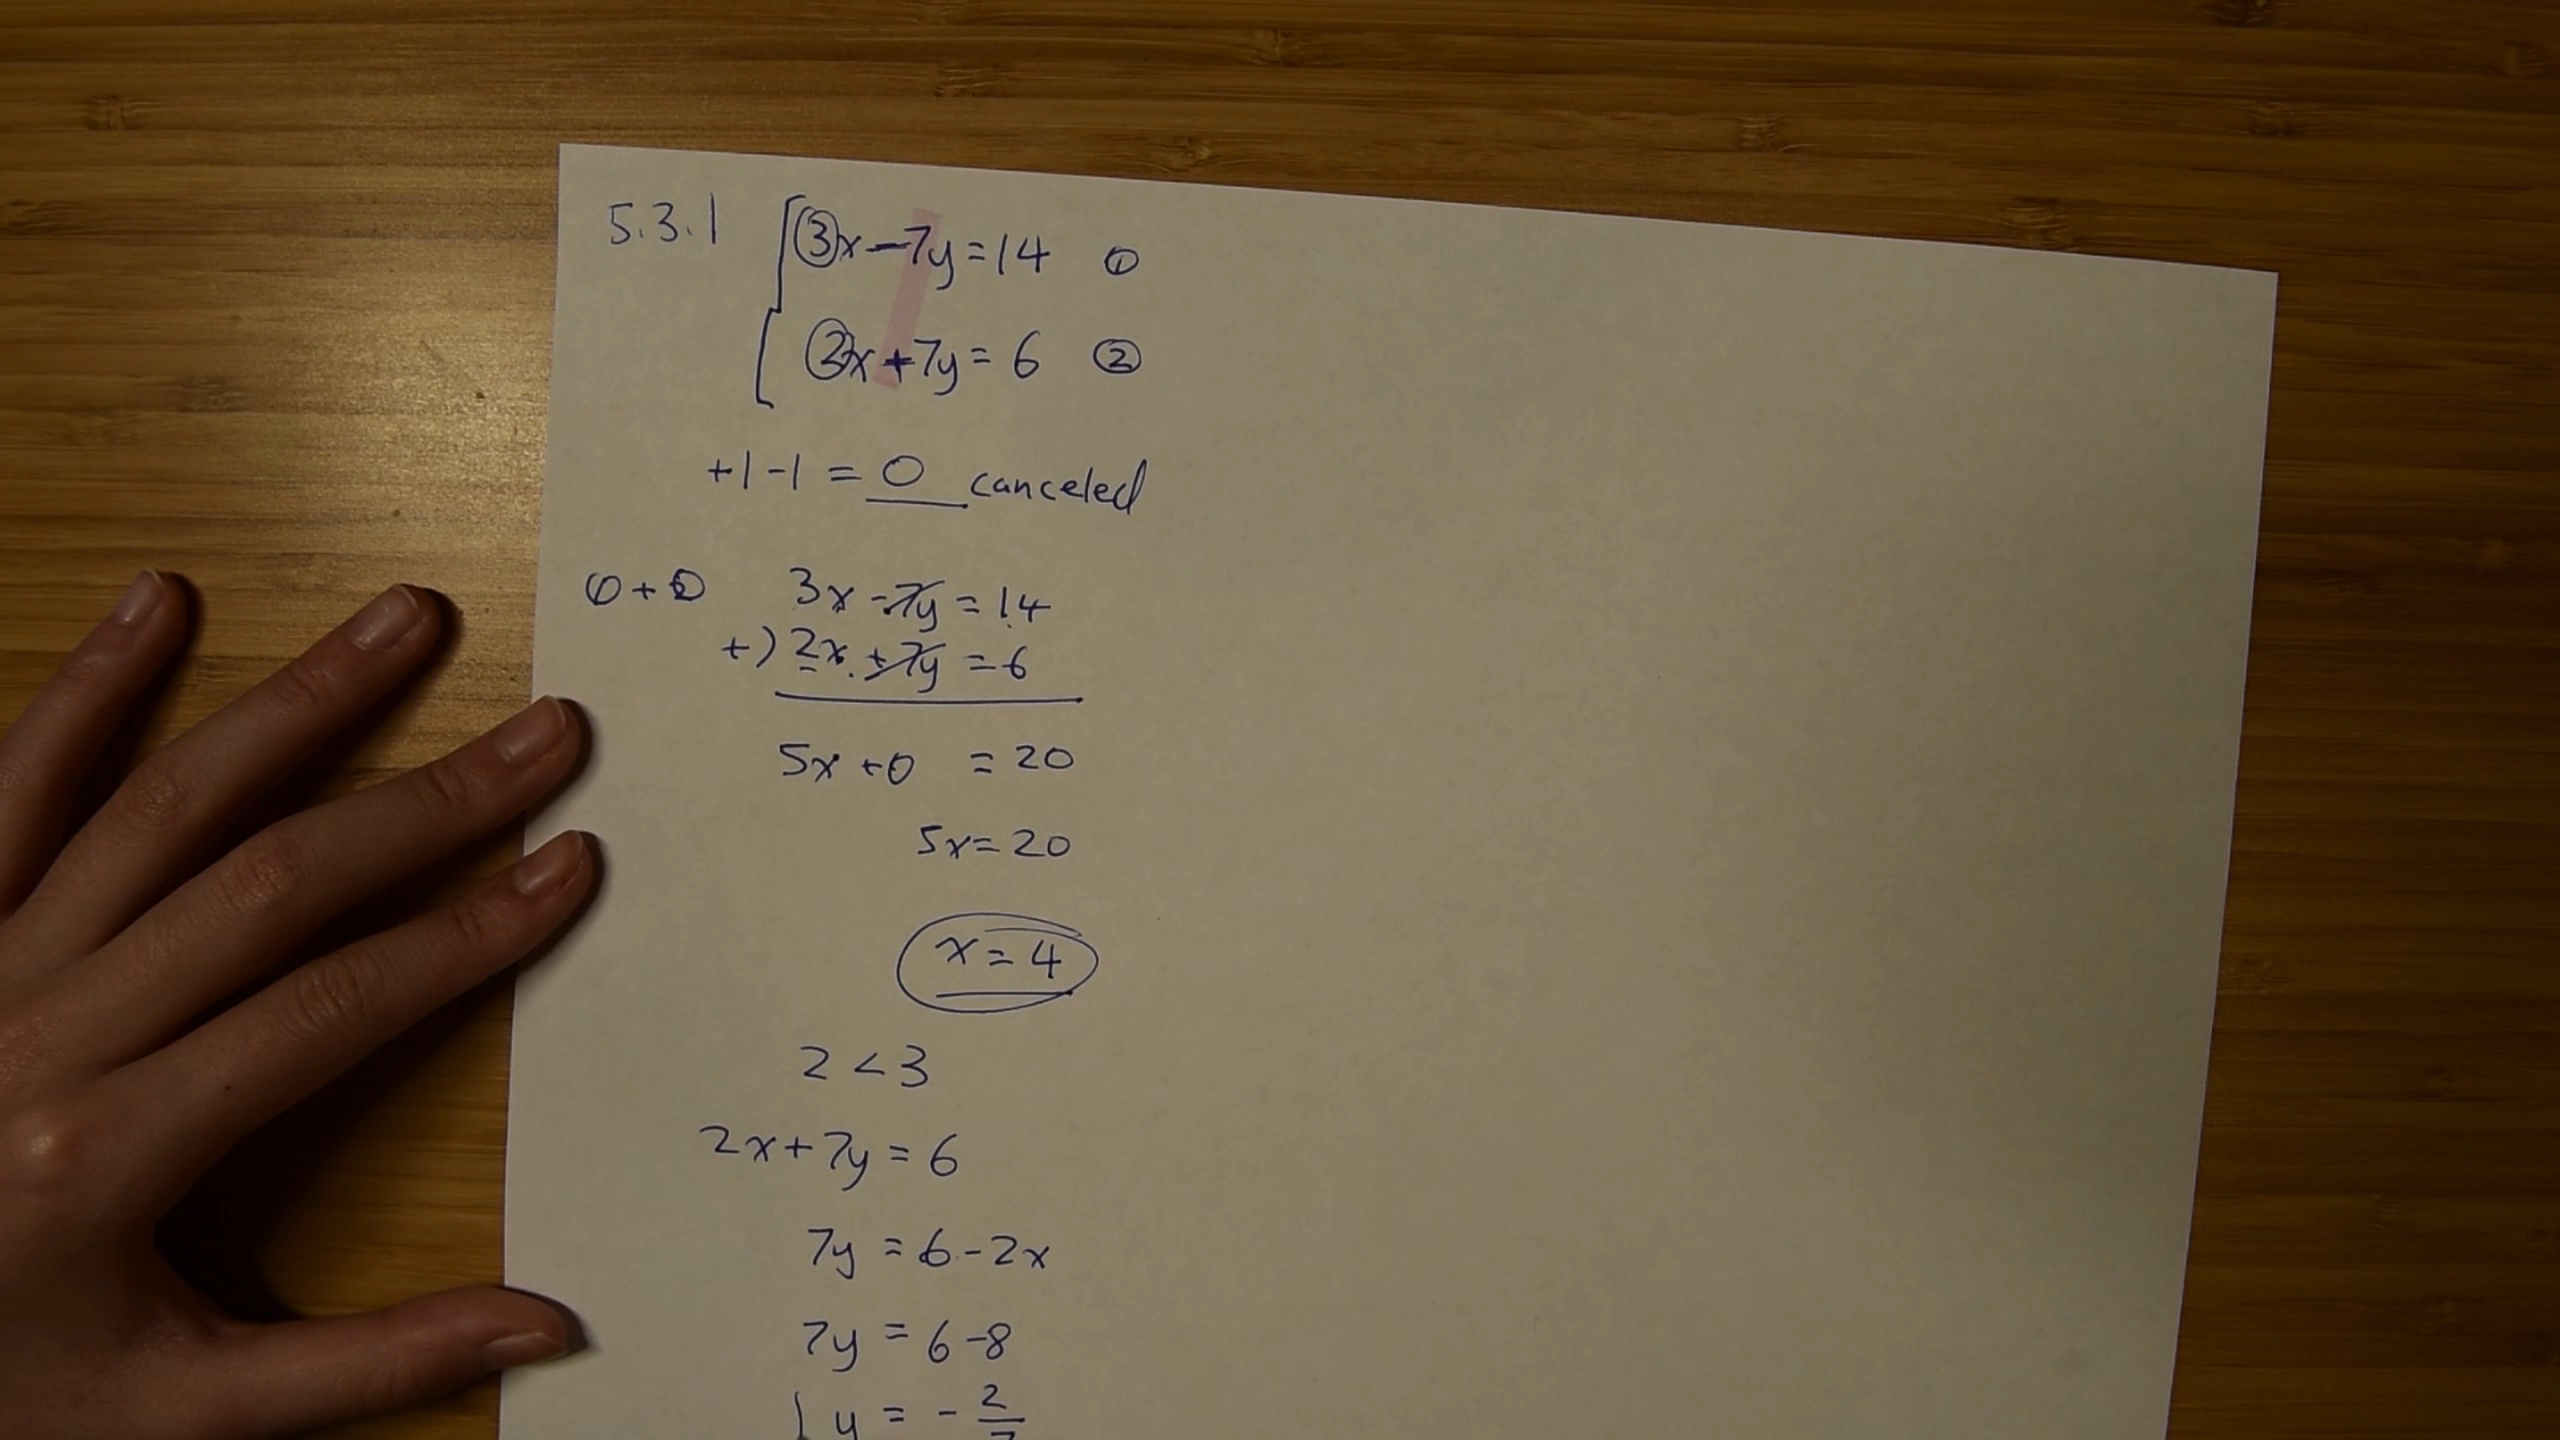 5.3.1
3x-7y=14 ①
2x+7y=6 ②
+1-1=0 canceled
①+② 3x-7y=14
+) 2x+7y=6
5x+0=20
5x=20
x=4
2<3
2x+7y=6
7y=6-2x
7y=6-8
y=-2/7